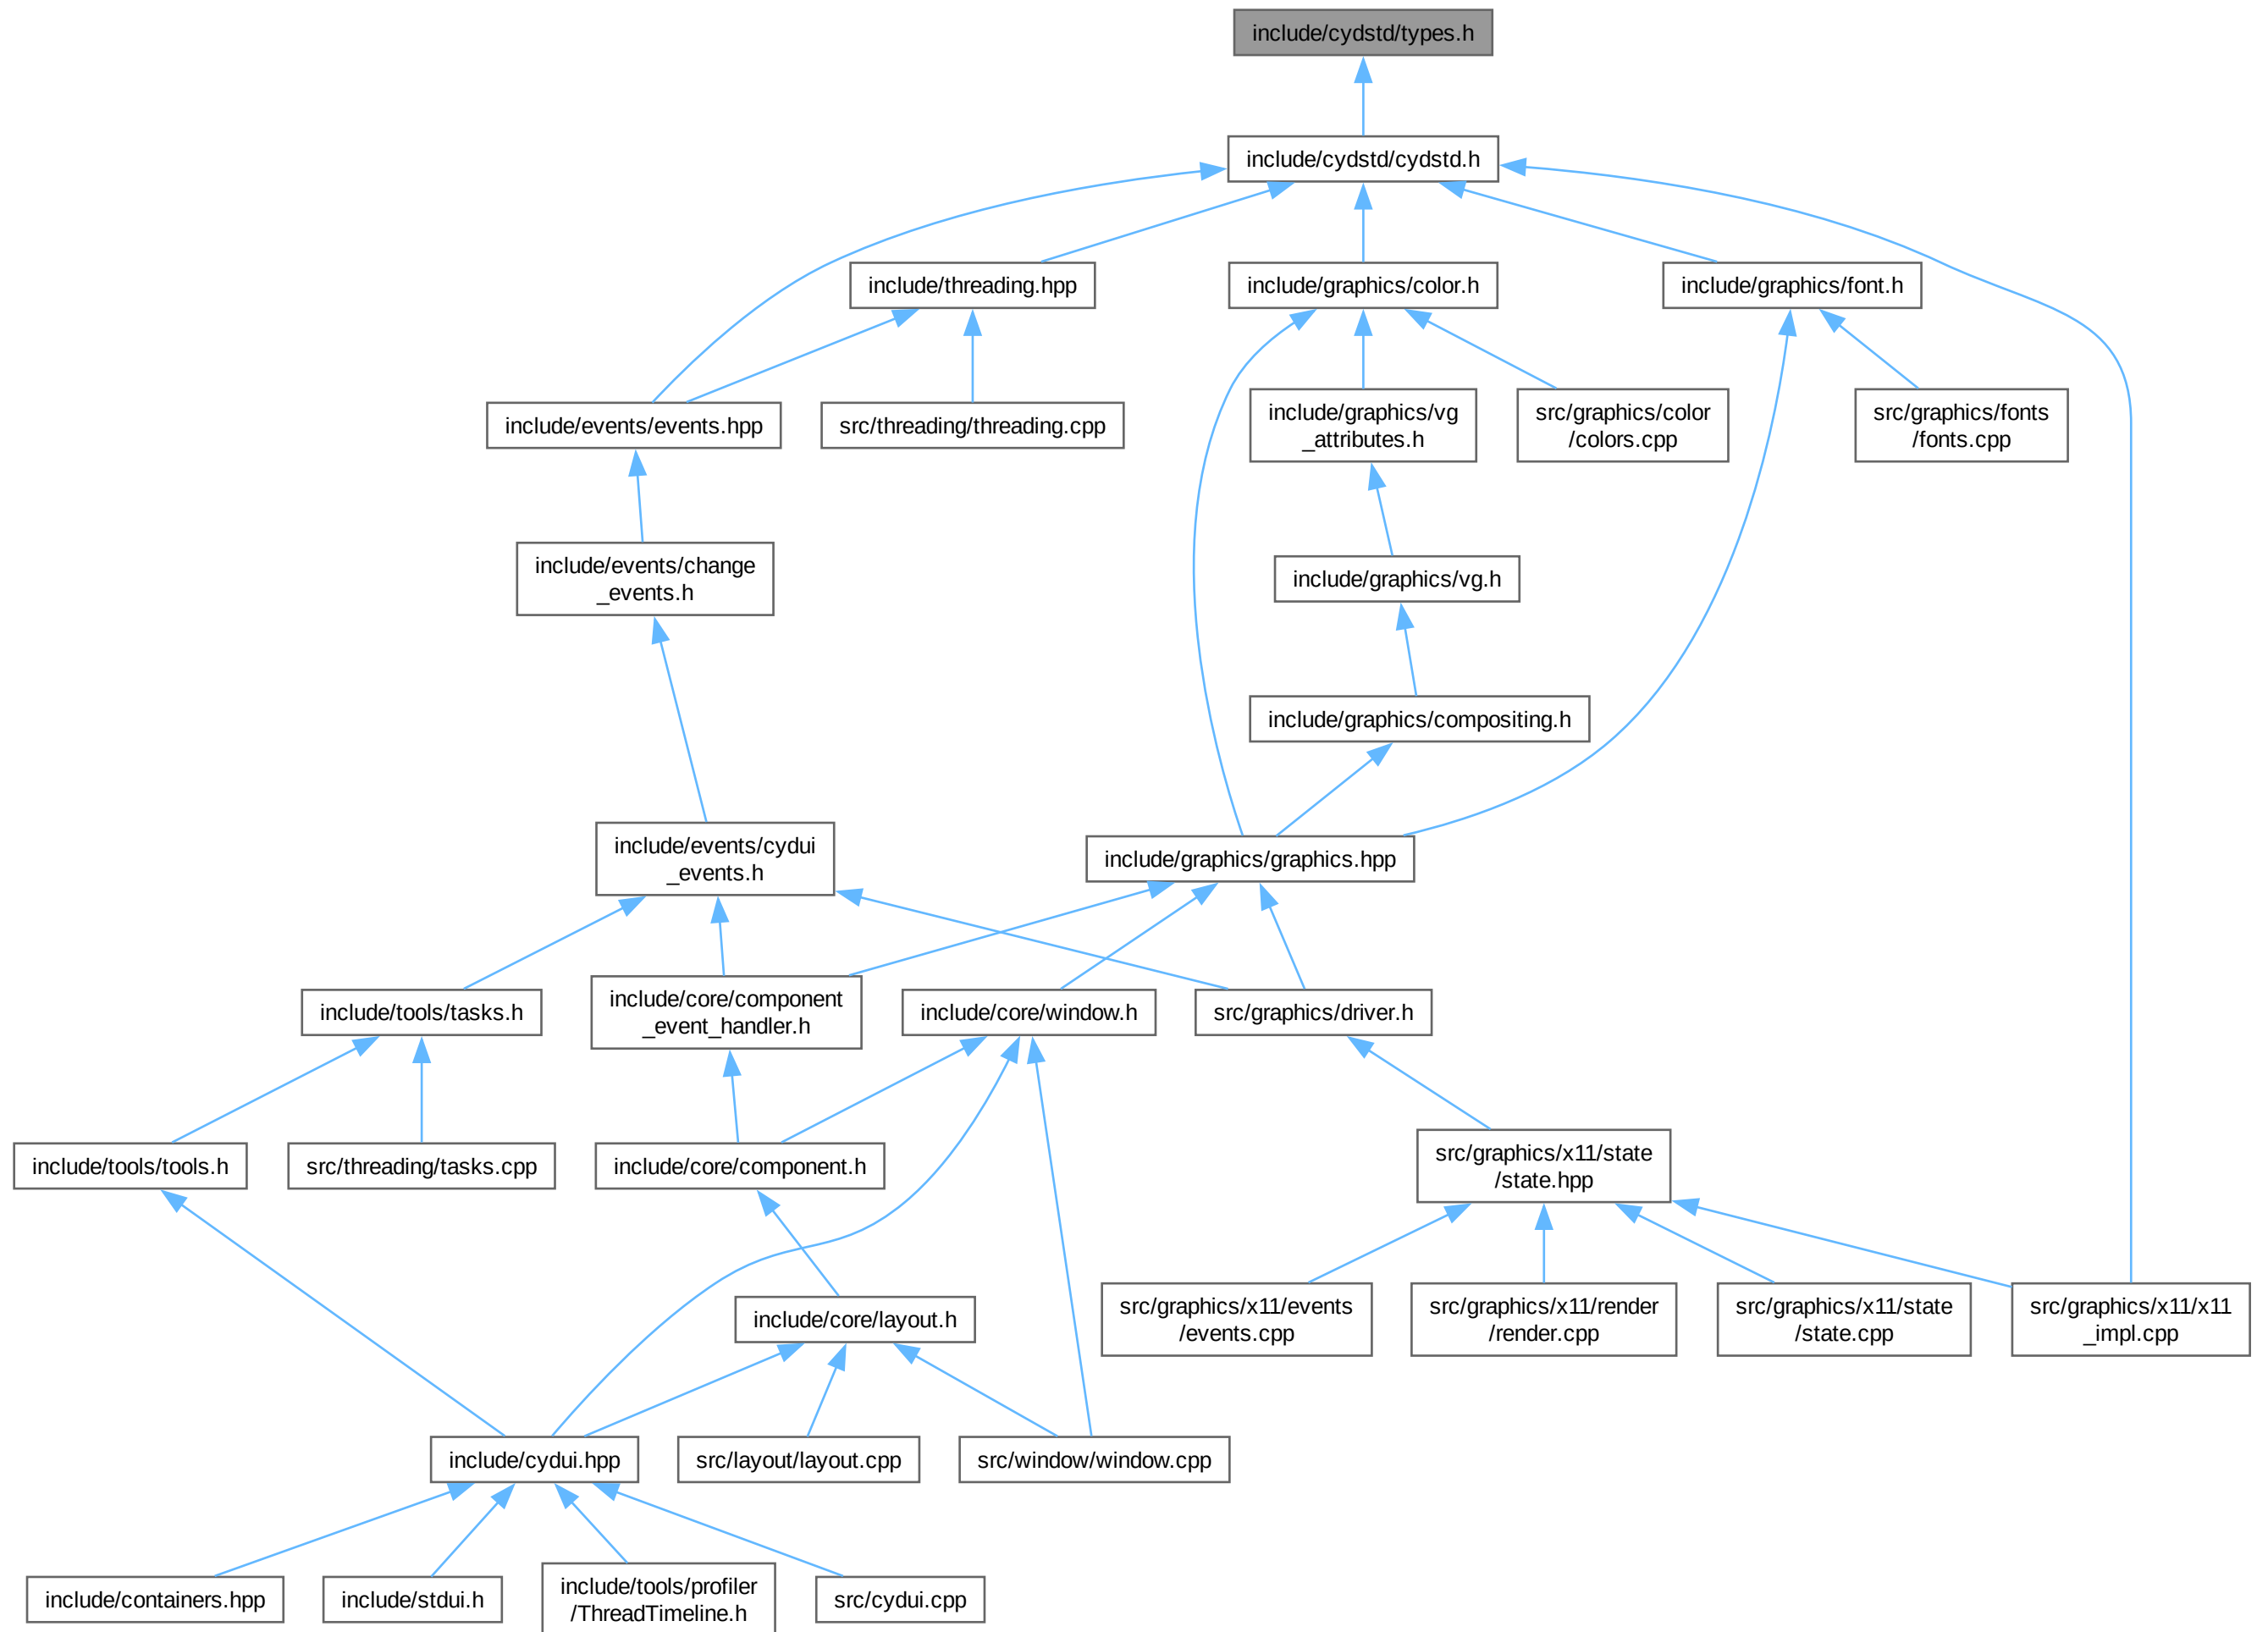 include/cydstd/types.h
include/cydstd/cydstd.h
include/threading.hpp
include/graphics/color.h
include/graphics/font.h
include/events/events.hpp
src/threading/threading.cpp
include/graphics/vg
_attributes.h
src/graphics/color
/colors.cpp
src/graphics/fonts
/fonts.cpp
include/events/change
_events.h
include/graphics/vg.h
include/graphics/compositing.h
include/events/cydui
_events.h
include/graphics/graphics.hpp
include/tools/tasks.h
include/core/component
_event_handler.h
include/core/window.h
src/graphics/driver.h
include/tools/tools.h
src/threading/tasks.cpp
include/core/component.h
src/graphics/x11/state
/state.hpp
include/core/layout.h
src/graphics/x11/events
/events.cpp
src/graphics/x11/render
/render.cpp
src/graphics/x11/state
/state.cpp
src/graphics/x11/x11
_impl.cpp
include/cydui.hpp
src/layout/layout.cpp
src/window/window.cpp
include/containers.hpp
include/stdui.h
include/tools/profiler
/ThreadTimeline.h
src/cydui.cpp